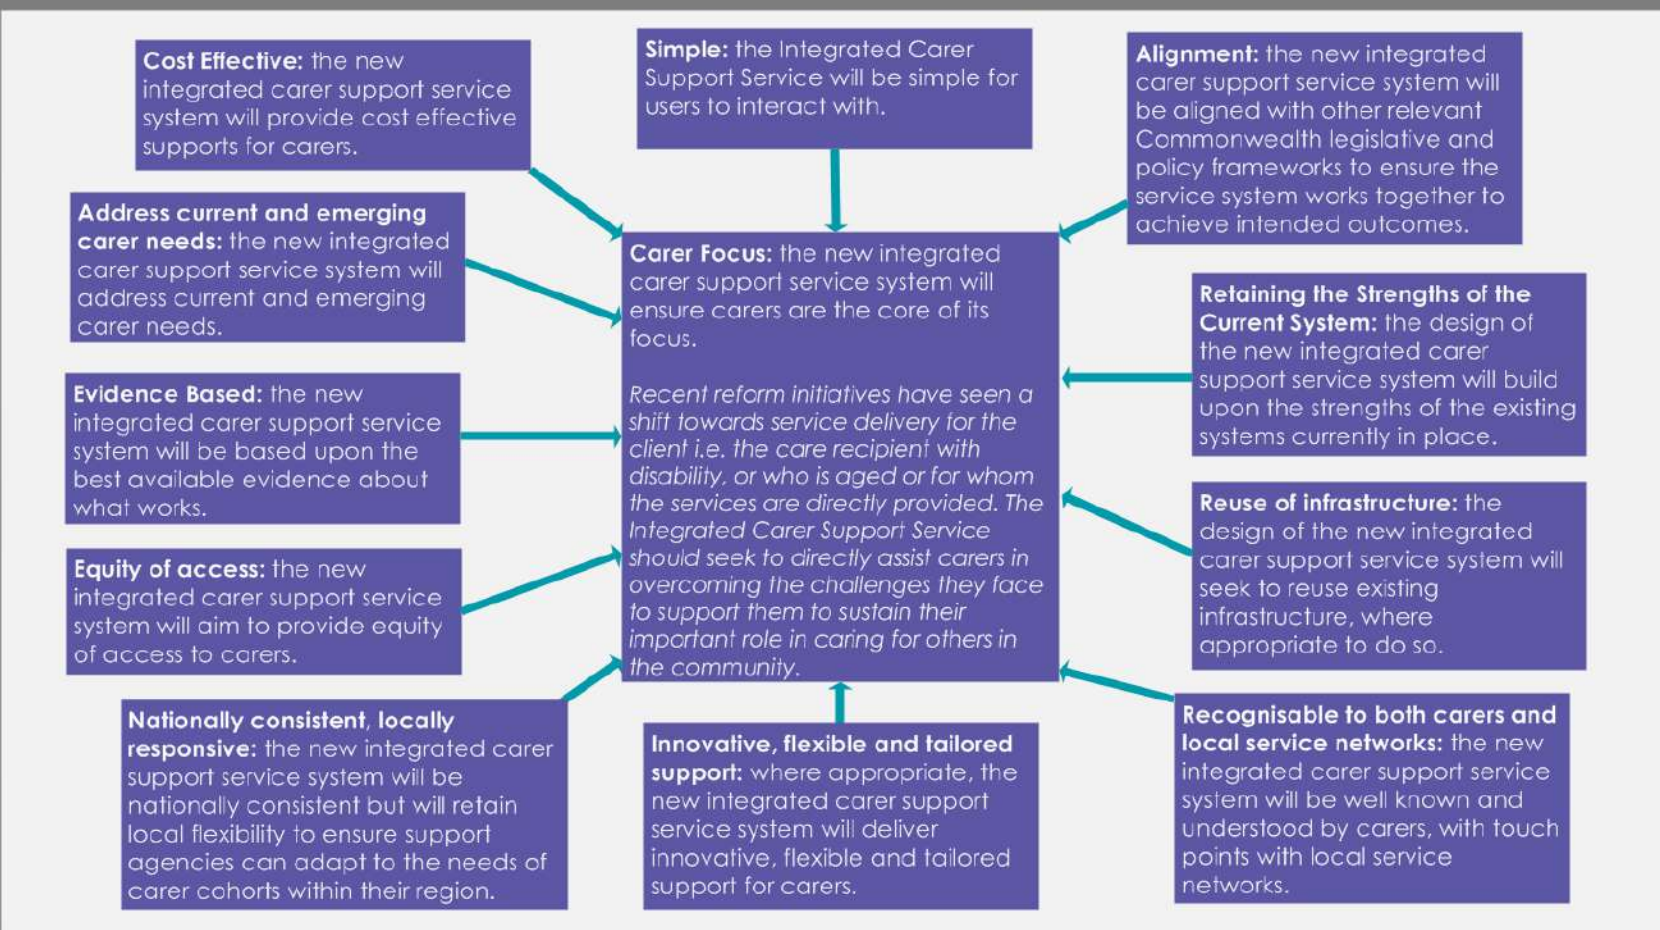 Cost Effective: the new
integrated carer support service
system will provide cost effective
supports for carers.
Simple: the Integrated Carer
Support Service will be simple for
users to interact with.
Alignment: the new integrated
carer support service system will
be aligned with other relevant
Commonwealth legislative and
policy frameworks to ensure the
service system works together to
achieve intended outcomes.
Address current and emerging
carer needs: the new integrated
carer support service system will
address current and emerging
carer needs.
Carer Focus: the new integrated
carer support service system will
ensure carers are the core of its
focus.
Recent reform initiatives have seen a
shift towards service delivery for the
client i.e. the care recipient with
disability, or who is aged or for whom
the services are directly provided. The
Integrated Carer Support Service
should seek to directly assist carers in
overcoming the challenges they face
to support them to sustain their
important role in caring for others in
the community.
Retaining the Strengths of the
Current System: the design of
the new integrated carer
support service system will build
upon the strengths of the existing
systems currently in place.
Evidence Based: the new
integrated carer support service
system will be based upon the
best available evidence about
what works.
Reuse of infrastructure: the
design of the new integrated
carer support service system will
seek to reuse existing
infrastructure, where
appropriate to do so.
Equity of access: the new
integrated carer support service
system will aim to provide equity
of access to carers.
Nationally consistent, locally
responsive: the new integrated carer
support service system will be
nationally consistent but will retain
local flexibility to ensure support
agencies can adapt to the needs of
carer cohorts within their region.
Innovative, flexible and tailored
support: where appropriate, the
new integrated carer support
service system will deliver
innovative, flexible and tailored
support for carers.
Recognisable to both carers and
local service networks: the new
integrated carer support service
system will be well known and
understood by carers, with touch
points with local service
networks.